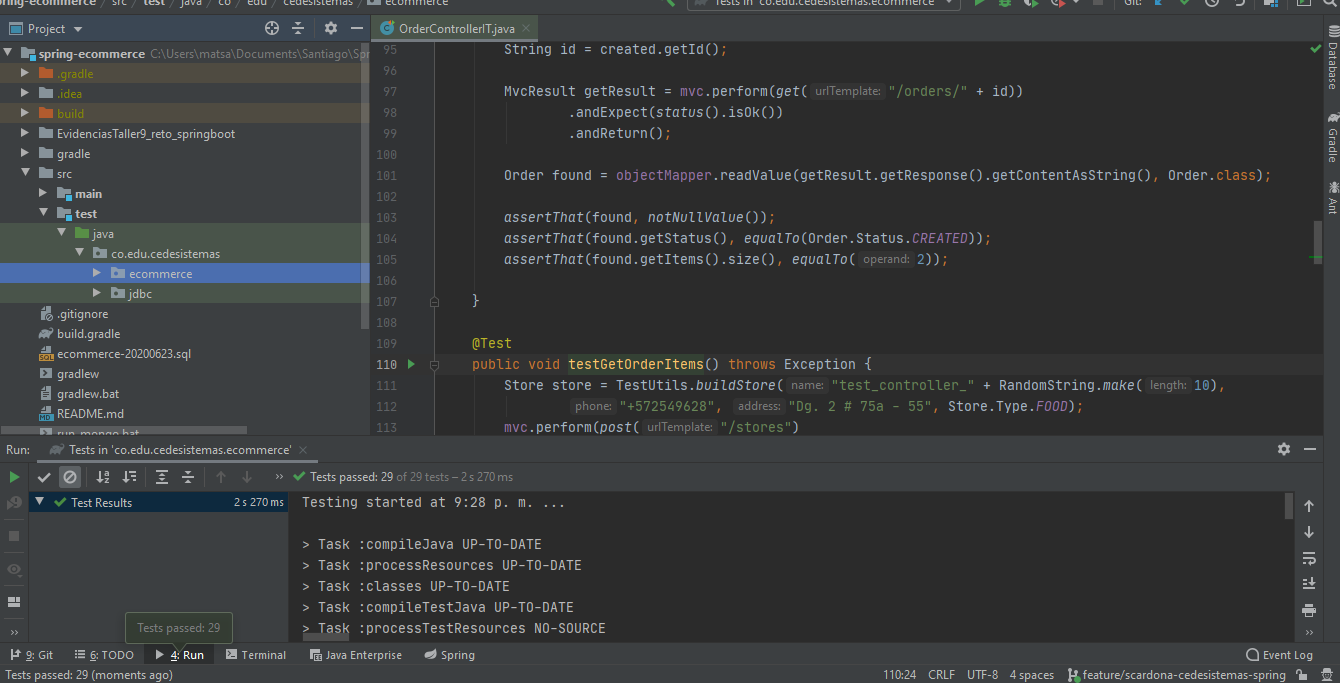 spring-ecommerce › src › test › java › co › edu › cedesistemas › ecommerce
Tests in 'co.edu.cedesistemas.ecommerce'
Git:
Project
OrderControllerIT.java
spring-ecommerce C:\Users\matsa\Documents\Santiago\Spr
.gradle
.idea
build
EvidenciasTaller9_reto_springboot
gradle
src
main
test
java
co.edu.cedesistemas
ecommerce
jdbc
.gitignore
build.gradle
ecommerce-20200623.sql
gradlew
gradlew.bat
README.md
run-mongo.bat
95 String id = created.getId();
96
97 MvcResult getResult = mvc.perform(get( urlTemplate: "/orders/" + id))
98 .andExpect(status().isOk())
99 .andReturn();
100
101 Order found = objectMapper.readValue(getResult.getResponse().getContentAsString(), Order.class);
102
103 assertThat(found, notNullValue());
104 assertThat(found.getStatus(), equalTo(Order.Status.CREATED));
105 assertThat(found.getItems().size(), equalTo( operand: 2));
106
107 }
108
109 @Test
110 public void testGetOrderItems() throws Exception {
111 Store store = TestUtils.buildStore( name: "test_controller_" + RandomString.make( length: 10),
112 phone: "+572549628", address: "Dg. 2 # 75a - 55", Store.Type.FOOD);
113 mvc.perform(post( urlTemplate: "/stores")
Database
Gradle
Ant
Run: Tests in 'co.edu.cedesistemas.ecommerce'
Tests passed: 29 of 29 tests – 2 s 270 ms
Test Results 2 s 270 ms
Testing started at 9:28 p. m. ...
> Task :compileJava UP-TO-DATE
> Task :processResources UP-TO-DATE
> Task :classes UP-TO-DATE
> Task :compileTestJava UP-TO-DATE
> Task :processTestResources NO-SOURCE
Tests passed: 29
9: Git 6: TODO 4: Run Terminal Java Enterprise Spring Event Log
Tests passed: 29 (moments ago) 110:24 CRLF UTF-8 4 spaces feature/scardona-cedesistemas-spring